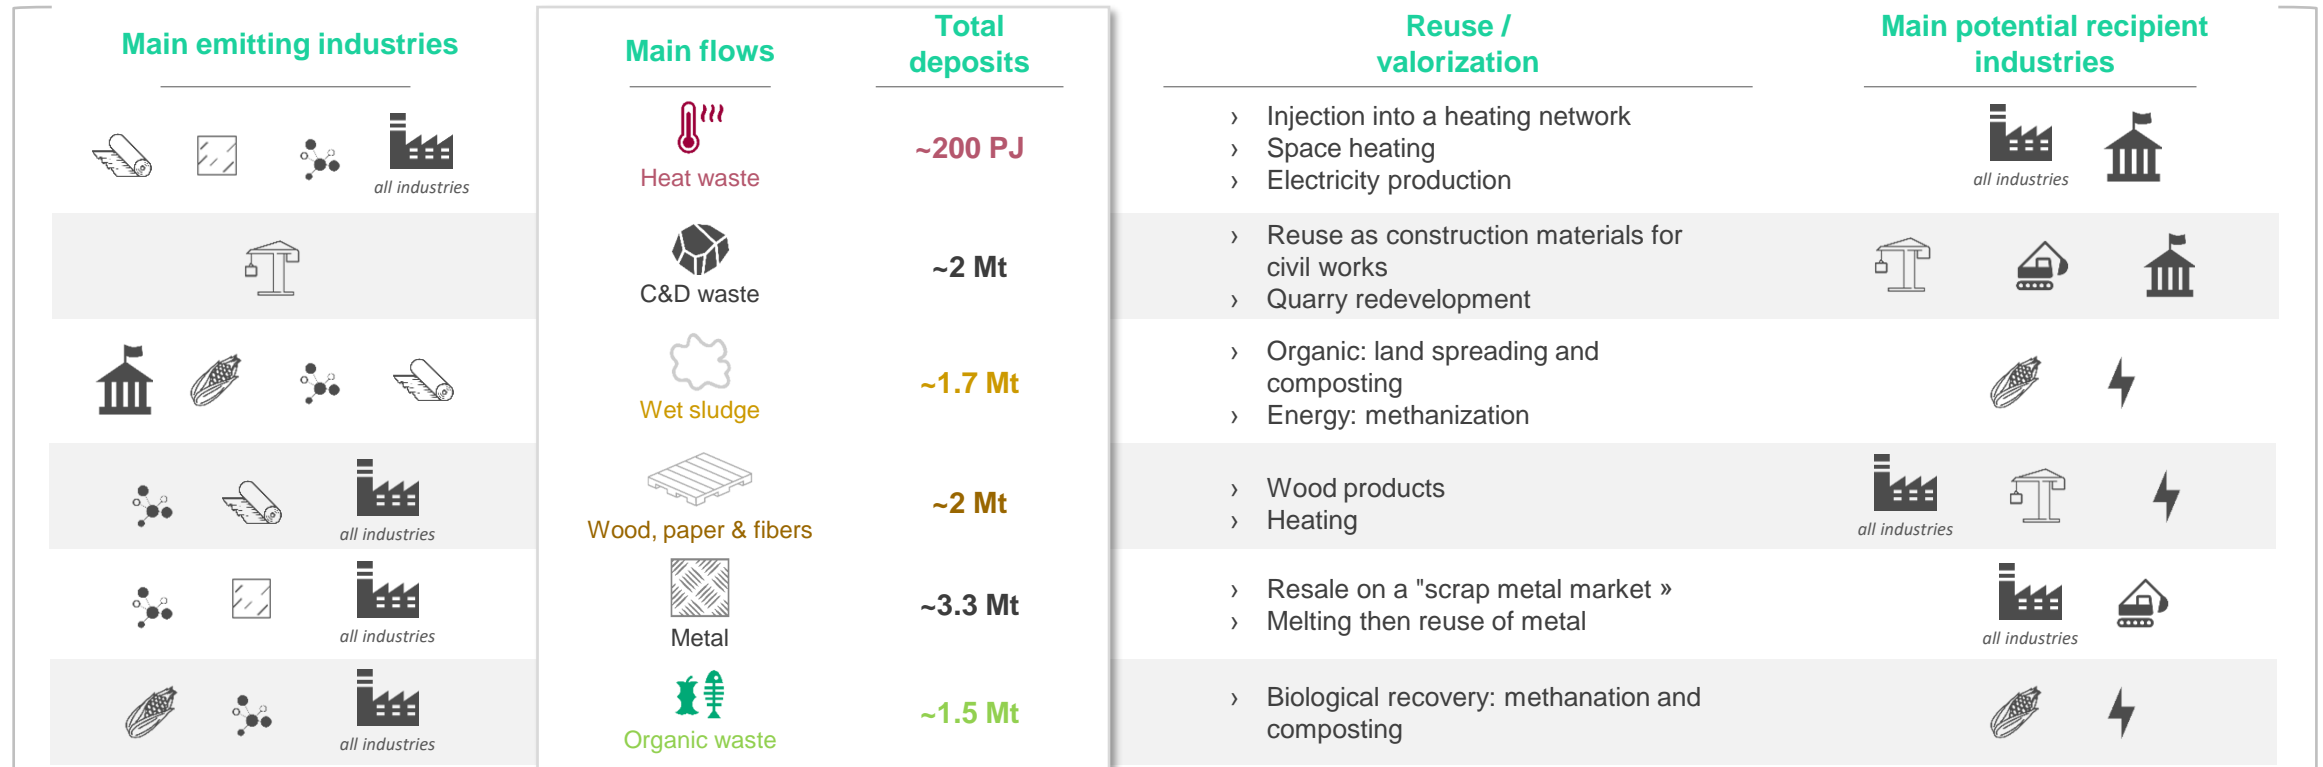 Main emitting industries
Main flows
Total
deposits
Reuse /
valorization
Main potential recipient
industries
all industries
Heat waste
~200 PJ
› Injection into a heating network
› Space heating
› Electricity production
all industries
C&D waste
~2 Mt
› Reuse as construction materials for
civil works
› Quarry redevelopment
Wet sludge
~1.7 Mt
› Organic: land spreading and
composting
› Energy: methanization
all industries
Wood, paper & fibers
~2 Mt
› Wood products
› Heating
all industries
all industries
Metal
~3.3 Mt
› Resale on a "scrap metal market »
› Melting then reuse of metal
all industries
all industries
Organic waste
~1.5 Mt
› Biological recovery: methanation and
composting